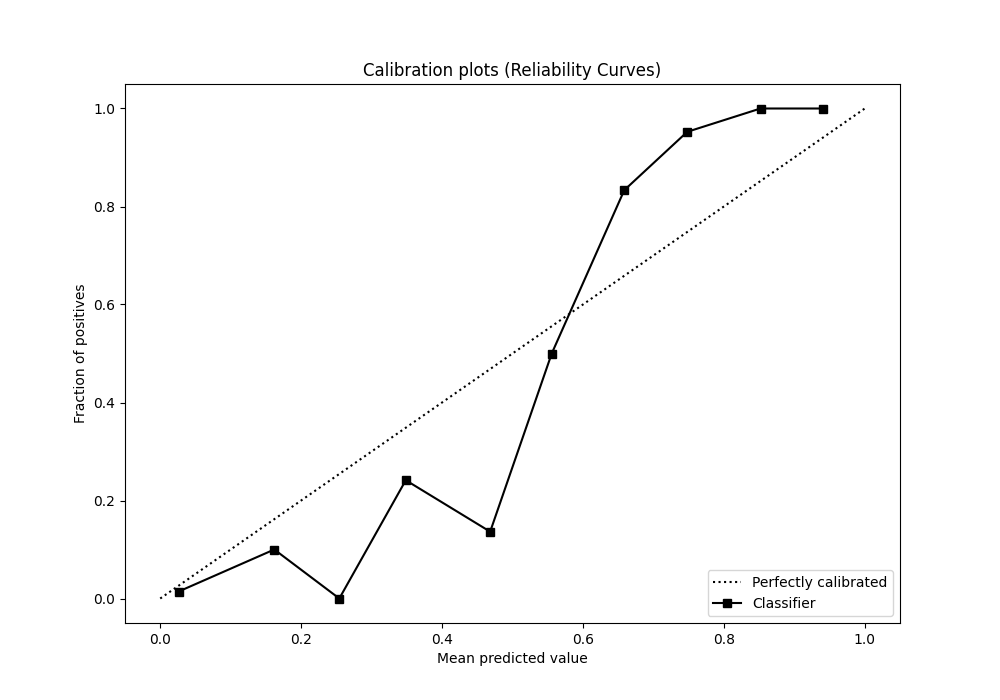 Calibration plots (Reliability Curves)
1.0
0.8
0.6
0.4
0.2
0.0
Fraction of positives
0.0 0.2 0.4 0.6 0.8 1.0
Mean predicted value
Perfectly calibrated
Classifier